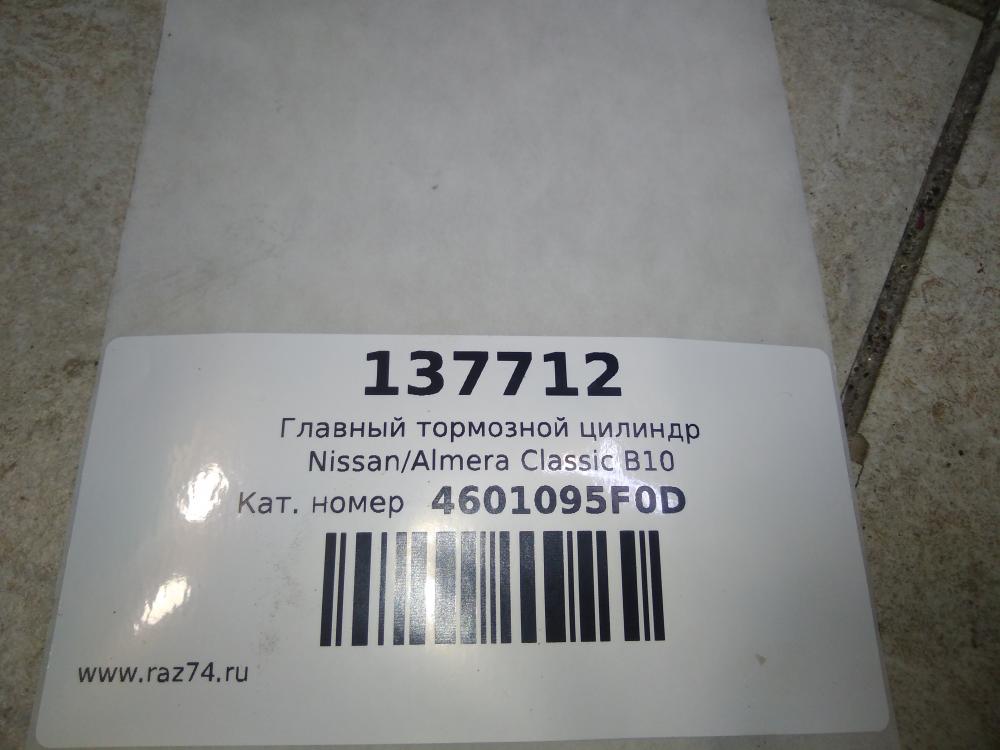 137712
Главный тормозной цилиндр
Nissan/Almera Classic B10
Кат. номер 4601095F0D
www.raz74.ru